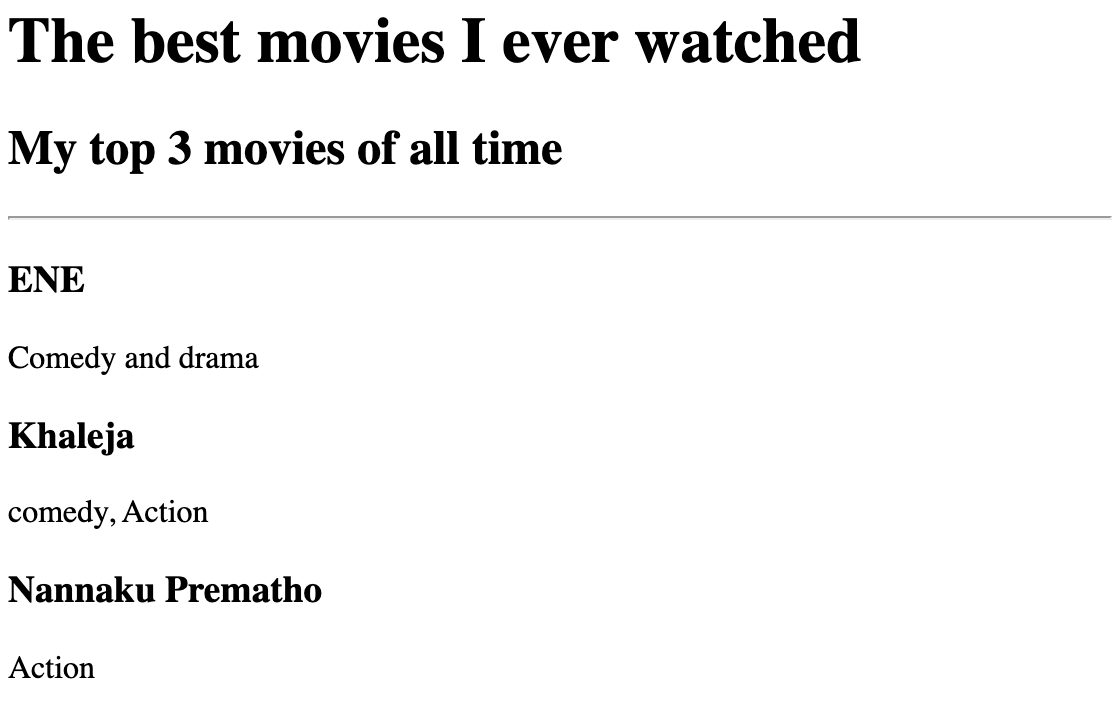 The best movies I ever watched
My top 3 movies of all time
ENE
Comedy and drama
Khaleja
comedy, Action
Nannaku Prematho
Action